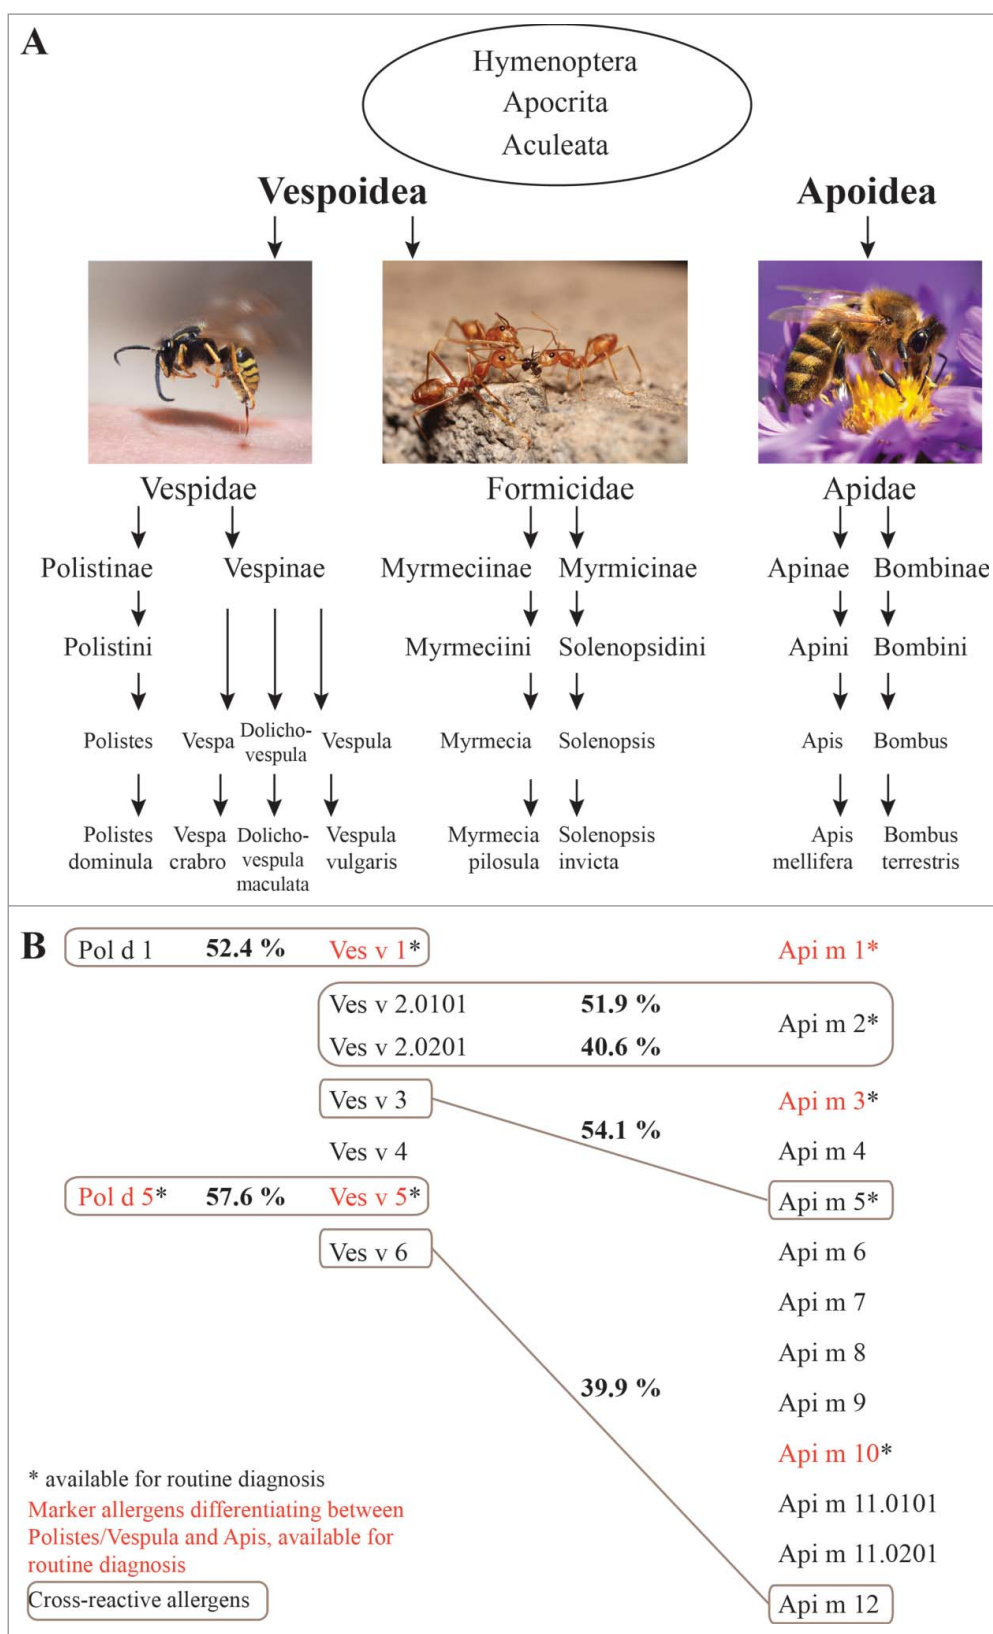 A
Hymenoptera
Apocrita
Aculeata
Vespoidea
Apoidea
Vespidae
Formicidae
Apidae
Polistinae
Vespinae
Myrmeciinae
Myrmicinae
Apinae
Bombinae
Polistini
Myrmeciini
Solenopsidini
Apini
Bombini
Polistes
Vespa
Dolicho-
vespula
Vespula
Myrmecia
Solenopsis
Apis
Bombus
Polistes
dominula
Vespa
crabro
Dolicho-
vespula
maculata
Vespula
vulgaris
Myrmecia
pilosula
Solenopsis
invicta
Apis
mellifera
Bombus
terrestris
B
Pol d 1 52.4 % Ves v 1* Api m 1*
Ves v 2.0101 51.9 %
Api m 2*
Ves v 2.0201 40.6 %
Ves v 3 Api m 3*
54.1 %
Ves v 4 Api m 4
Pol d 5* 57.6 % Ves v 5* Api m 5*
Ves v 6 Api m 6
Api m 7
Api m 8
39.9 %
Api m 9
Api m 10*
Api m 11.0101
Api m 11.0201
Api m 12
* available for routine diagnosis
Marker allergens differentiating between
Polistes/Vespula and Apis, available for
routine diagnosis
Cross-reactive allergens